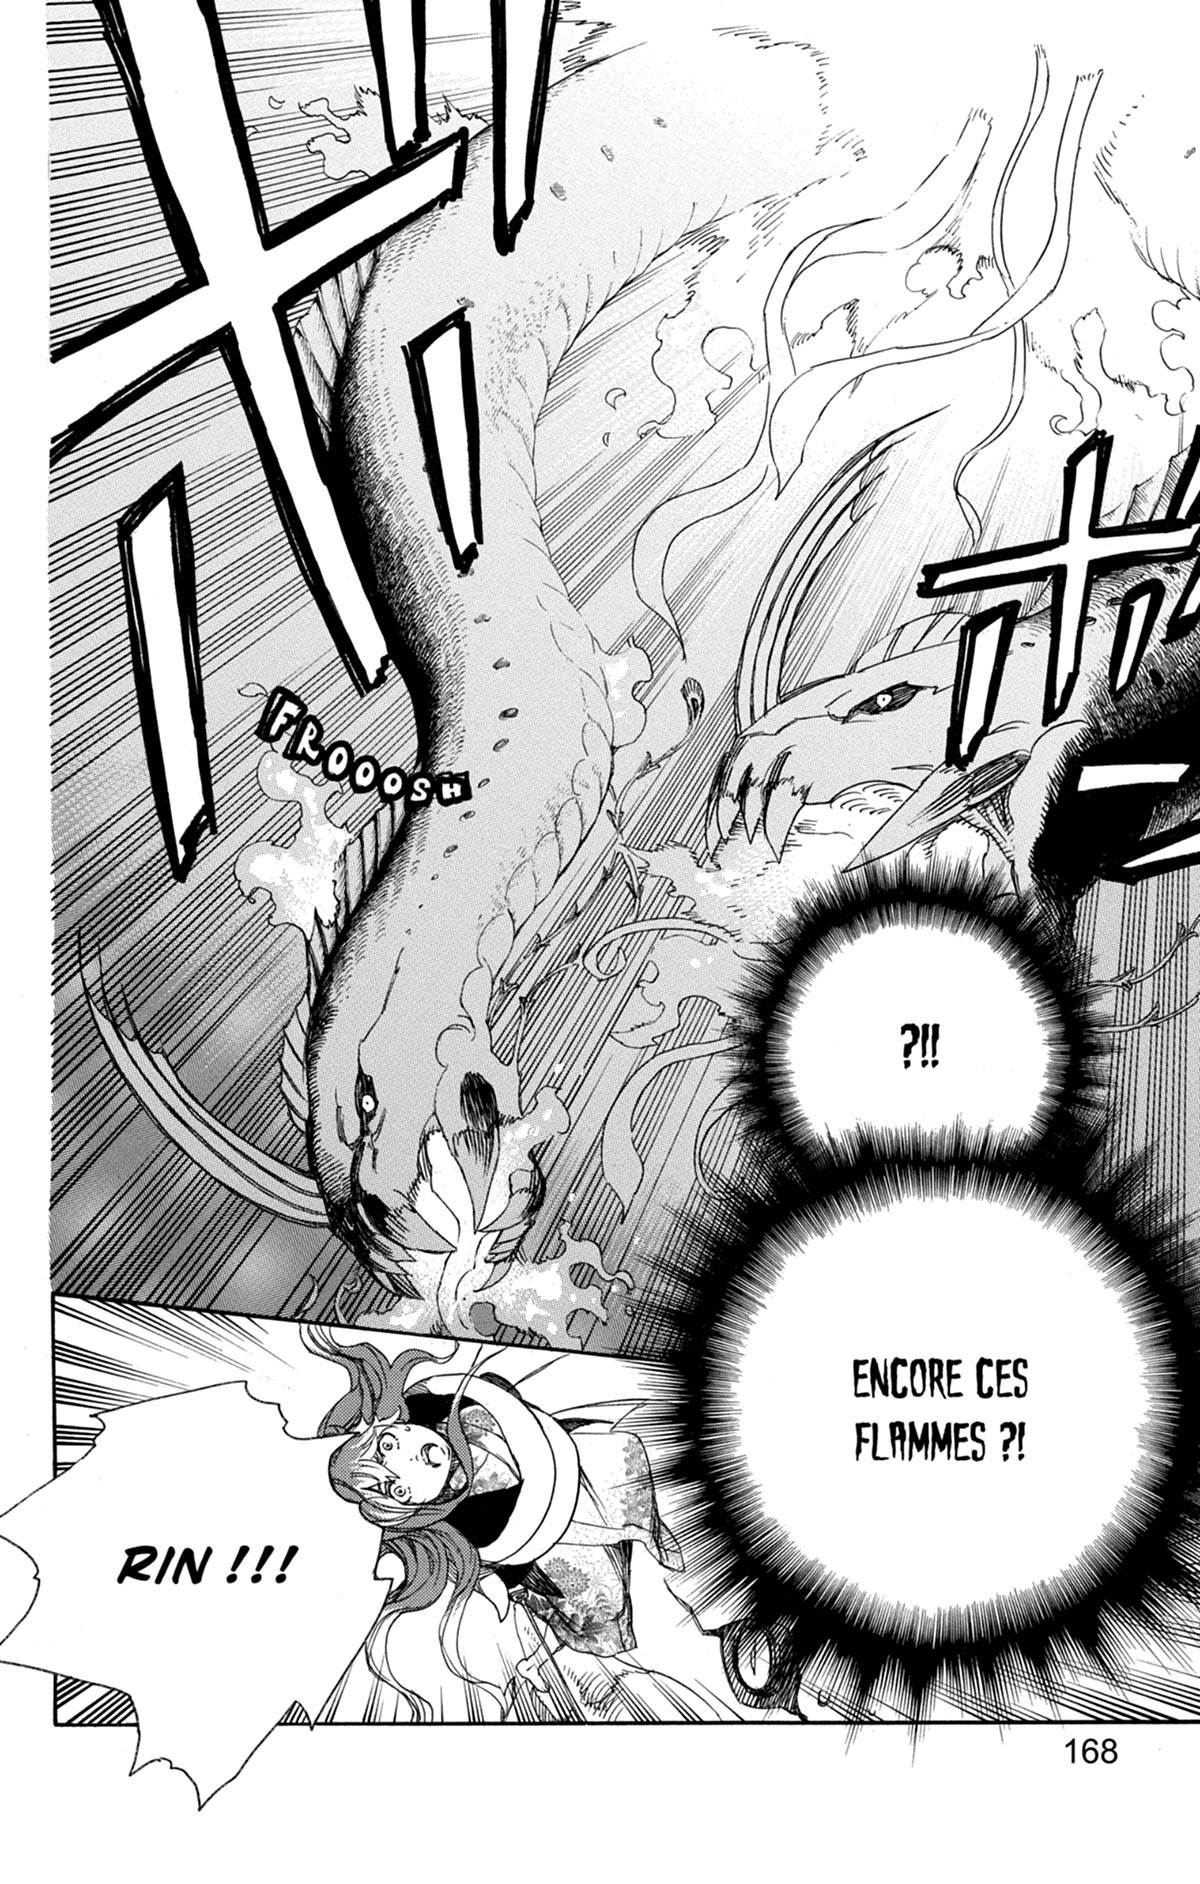 FROOOSH
?!!
ENCORE CES
FLAMMES ?!
RIN !!!
168